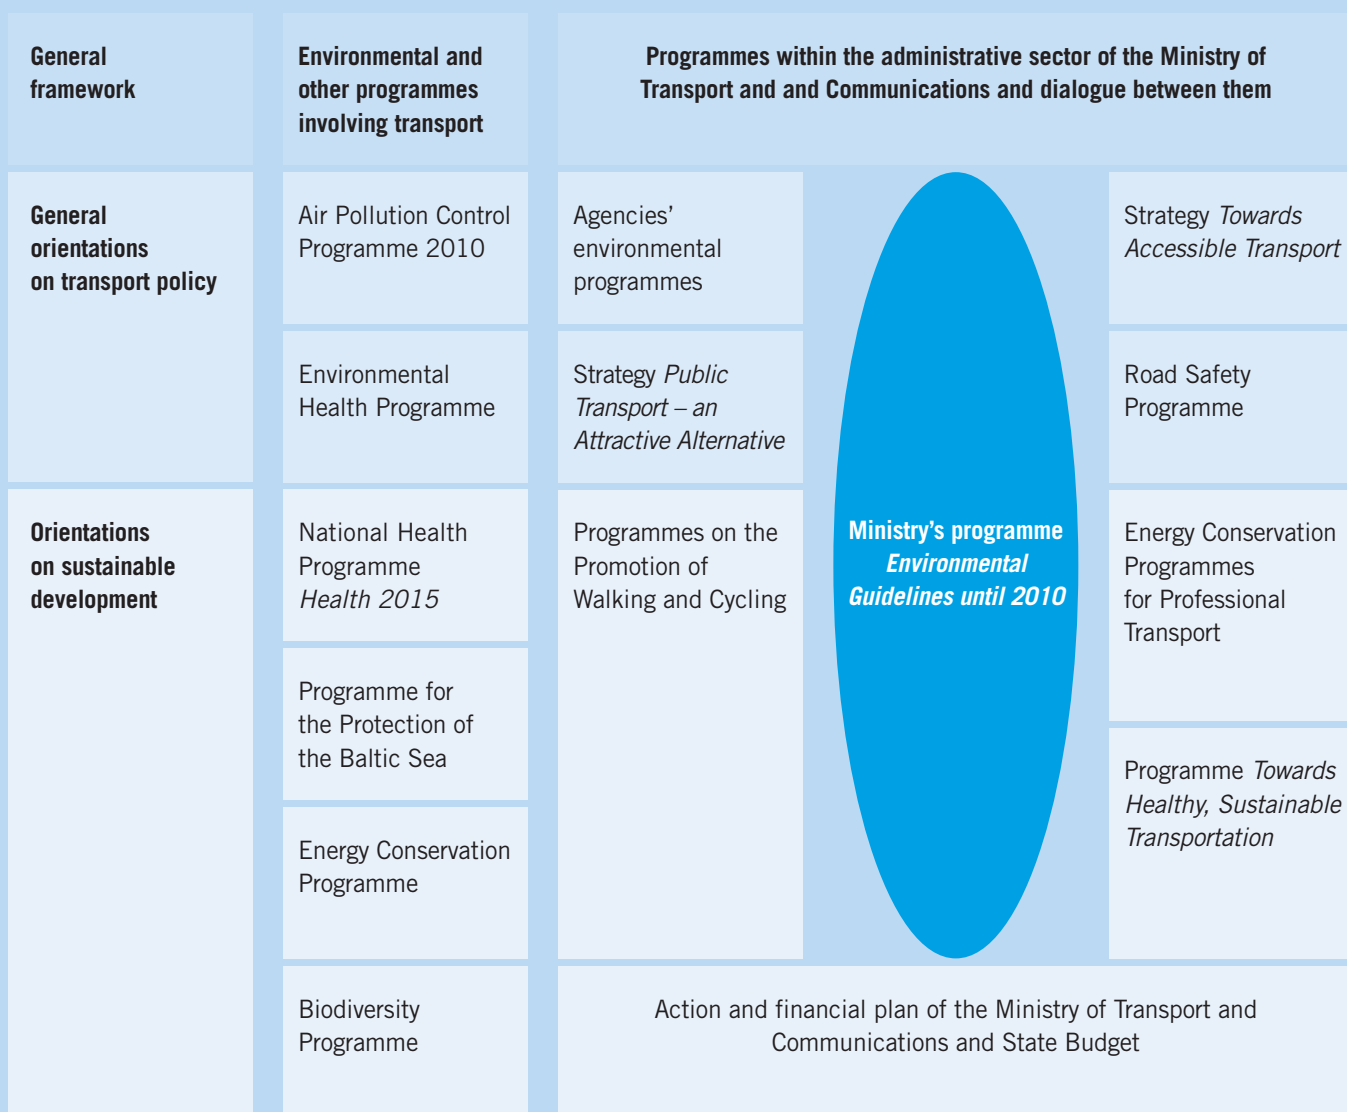 General
framework
Environmental and
other programmes
involving transport
Programmes within the administrative sector of the Ministry of
Transport and and Communications and dialogue between them
General
orientations
on transport policy
Air Pollution Control
Programme 2010
Environmental
Health Programme
Agencies’
environmental
programmes
Strategy Public
Transport – an
Attractive Alternative
Strategy Towards
Accessible Transport
Road Safety
Programme
Orientations
on sustainable
development
National Health
Programme
Health 2015
Programme for
the Protection of
the Baltic Sea
Energy Conservation
Programme
Biodiversity
Programme
Programmes on the
Promotion of
Walking and Cycling
Ministry’s programme
Environmental
Guidelines until 2010
Energy Conservation
Programmes
for Professional
Transport
Programme Towards
Healthy, Sustainable
Transportation
Action and financial plan of the Ministry of Transport and
Communications and State Budget